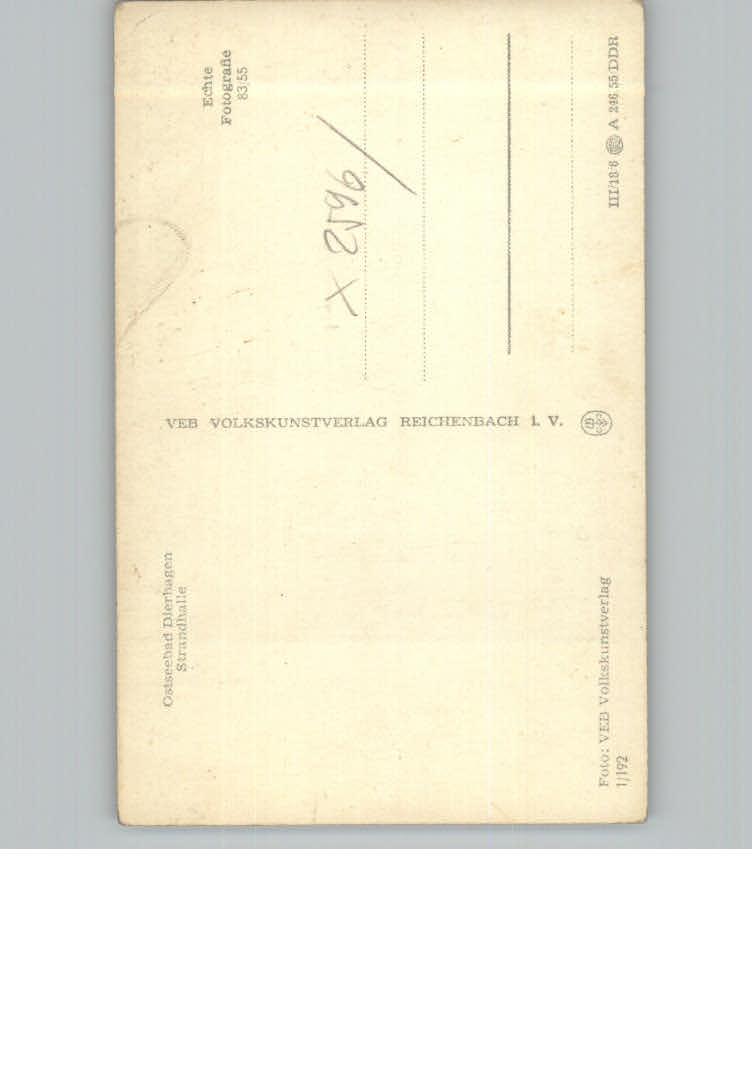 Ostseebad Dierhagen
Strandhalle
Echte
Fotografie
83/55
X 2596 /
VEB VOLKSKUNSTVERLAG REICHENBACH i. V.
Foto: VEB Volkskunstverlag
1/192
III/18/6 A 246/55 DDR